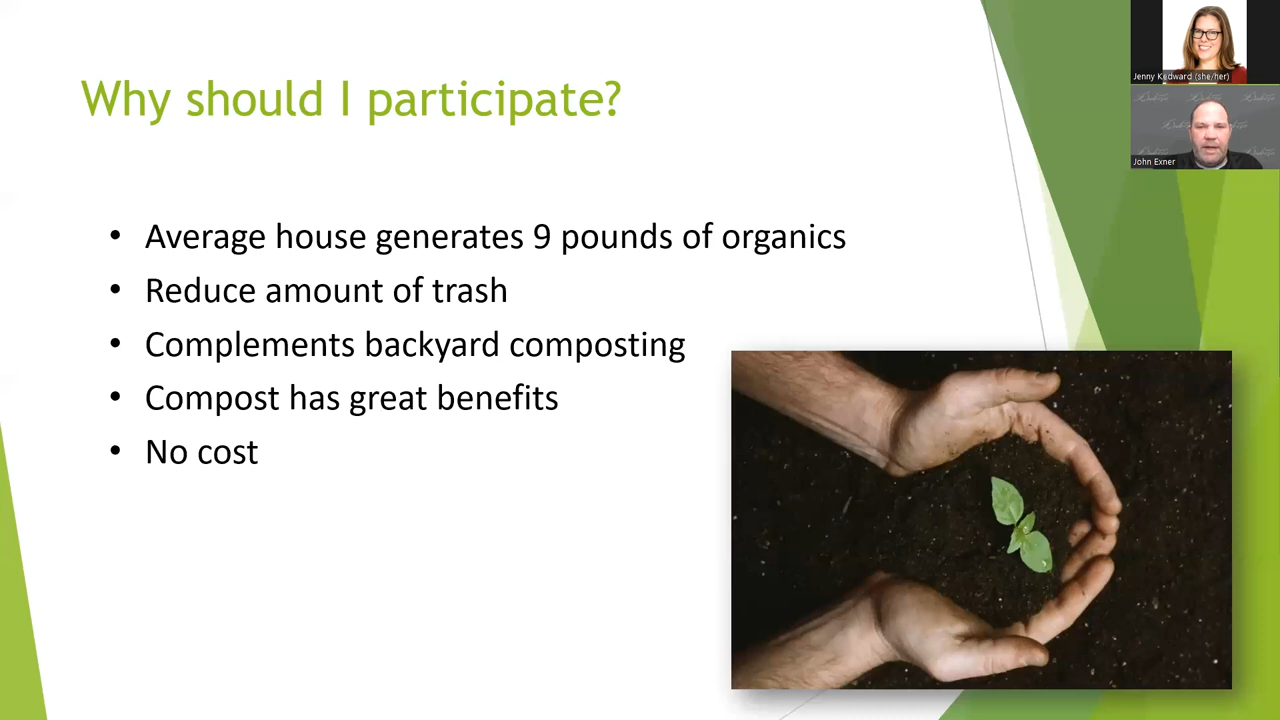 Why should I participate?
• Average house generates 9 pounds of organics
• Reduce amount of trash
• Complements backyard composting
• Compost has great benefits
• No cost
Jenny Kedward (she/her)
John Exner